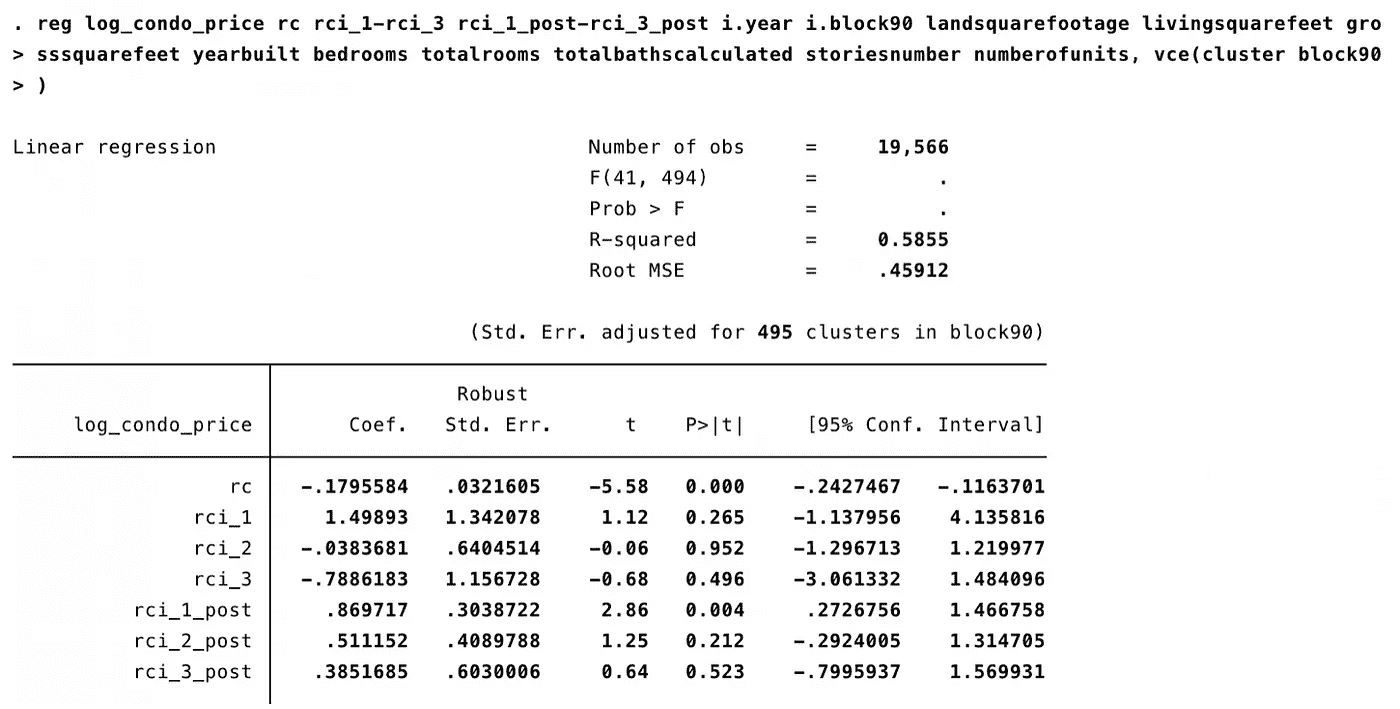 . reg log_condo_price rc rci_1-rci_3 rci_1_post-rci_3_post i.year i.block90 landsquarefootage livingsquarefeet gro
> sssquarefeet yearbuilt bedrooms totalrooms totalbathscalculated storiesnumber numberofunits, vce(cluster block90
> )
Linear regression Number of obs = 19,566
F(41, 494) = .
Prob > F = .
R-squared = 0.5855
Root MSE = .45912
(Std. Err. adjusted for 495 clusters in block90)
Robust
log_condo_price Coef. Std. Err. t P>|t| [95% Conf. Interval]
rc -.1795584 .0321605 -5.58 0.000 -.2427467 -.1163701
rci_1 1.49893 1.342078 1.12 0.265 -1.137956 4.135816
rci_2 -.0383681 .6404514 -0.06 0.952 -1.296713 1.219977
rci_3 -.7886183 1.156728 -0.68 0.496 -3.061332 1.484096
rci_1_post .869717 .3038722 2.86 0.004 .2726756 1.466758
rci_2_post .511152 .4089788 1.25 0.212 -.2924005 1.314705
rci_3_post .3851685 .6030006 0.64 0.523 -.7995937 1.569931